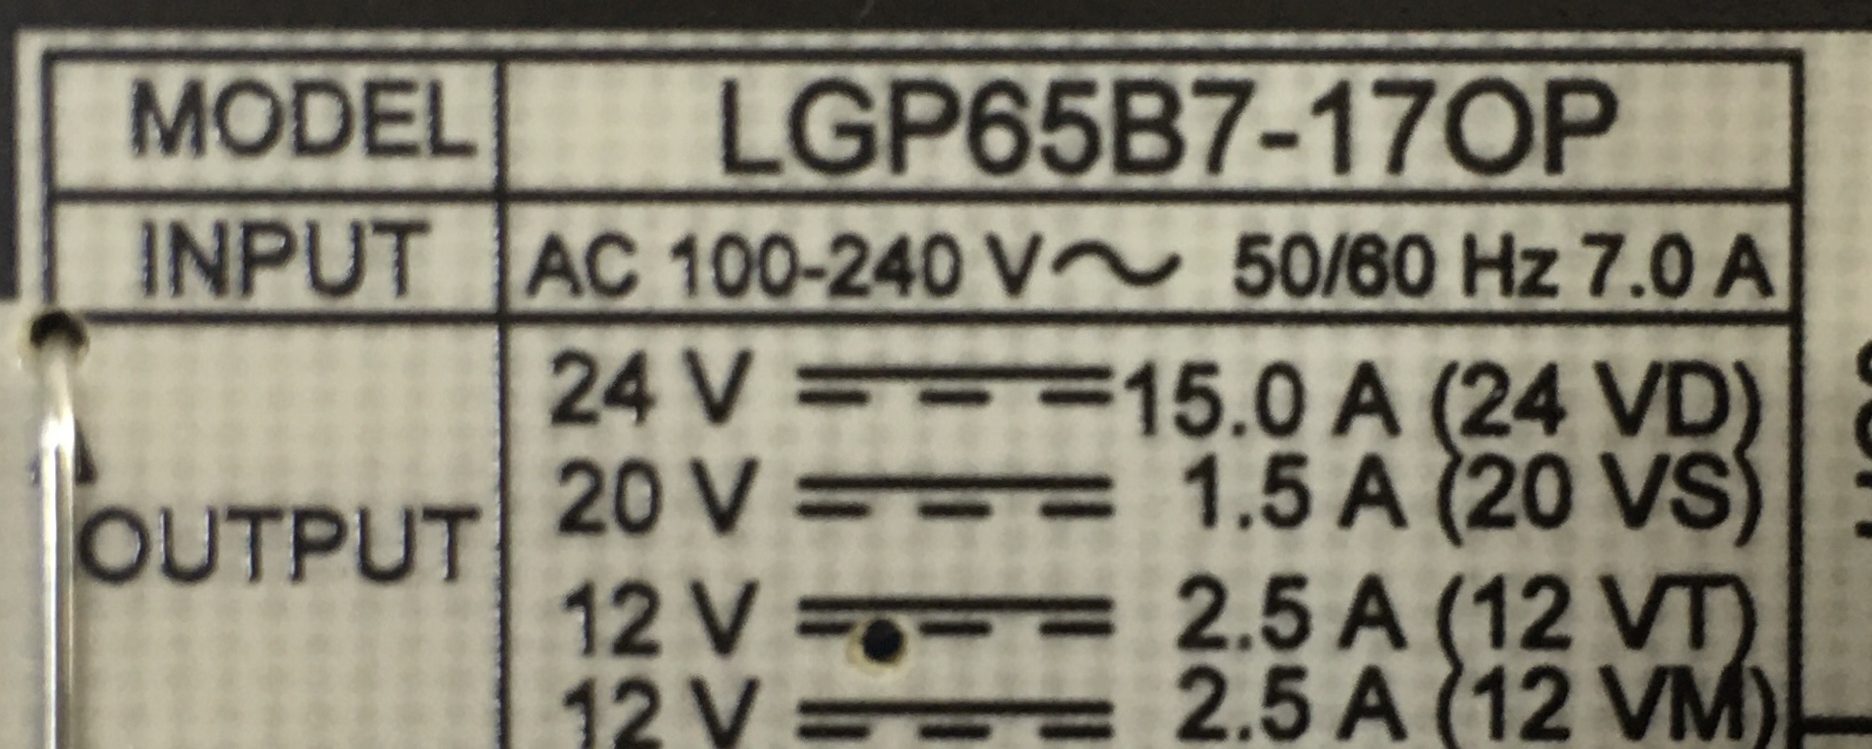 MODEL LGP65B7-17OP
INPUT AC 100-240 V～ 50/60 Hz 7.0 A
OUTPUT
24 V ⎓ 15.0 A (24 VD)
20 V ⎓ 1.5 A (20 VS)
12 V ⎓ 2.5 A (12 VT)
12 V ⎓ 2.5 A (12 VM)